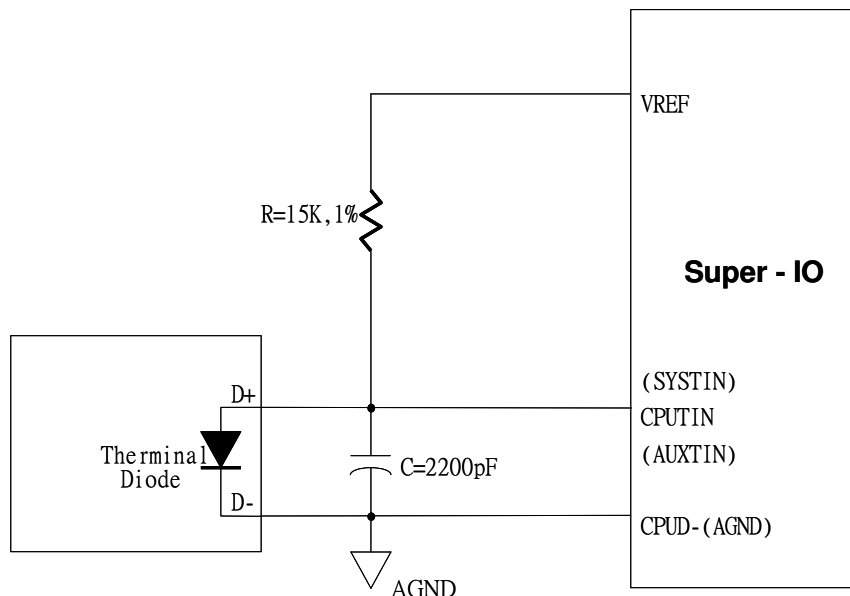 VREF
R=15K,1%
Super - IO
(SYSTIN)
D+
CPUTIN
Therminal
Diode
(AUXTIN)
C=2200pF
D-
CPUD-(AGND)
AGND